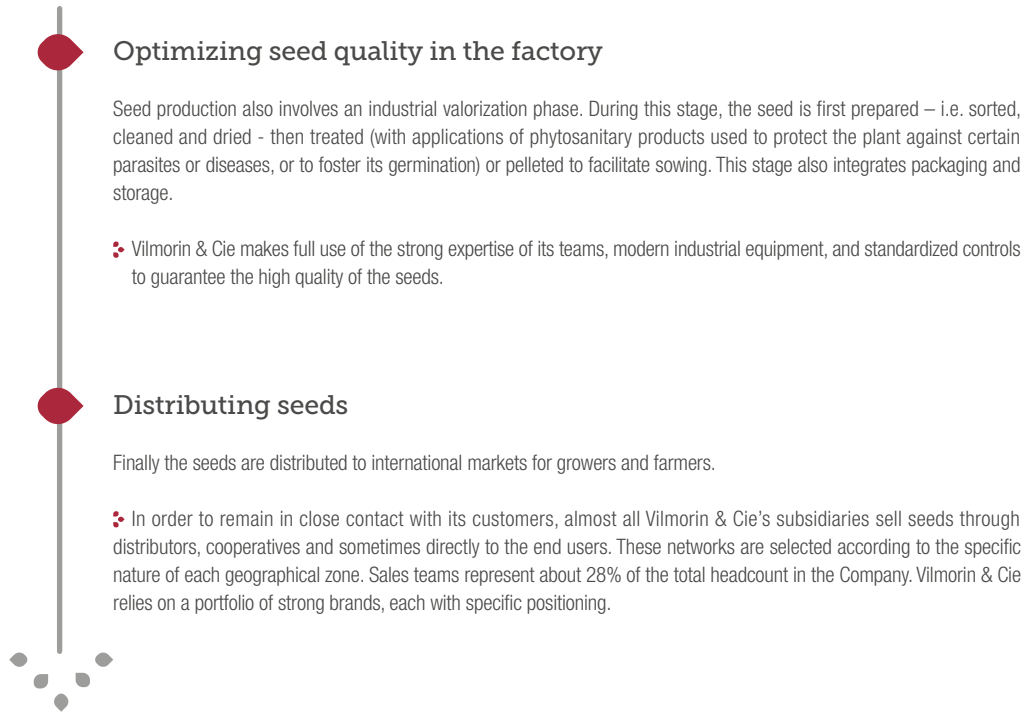 Optimizing seed quality in the factory
Seed production also involves an industrial valorization phase. During this stage, the seed is first prepared – i.e. sorted,
cleaned and dried - then treated (with applications of phytosanitary products used to protect the plant against certain
parasites or diseases, or to foster its germination) or pelleted to facilitate sowing. This stage also integrates packaging and
storage.
Vilmorin & Cie makes full use of the strong expertise of its teams, modern industrial equipment, and standardized controls
to guarantee the high quality of the seeds.
Distributing seeds
Finally the seeds are distributed to international markets for growers and farmers.
In order to remain in close contact with its customers, almost all Vilmorin & Cie’s subsidiaries sell seeds through
distributors, cooperatives and sometimes directly to the end users. These networks are selected according to the specific
nature of each geographical zone. Sales teams represent about 28% of the total headcount in the Company. Vilmorin & Cie
relies on a portfolio of strong brands, each with specific positioning.